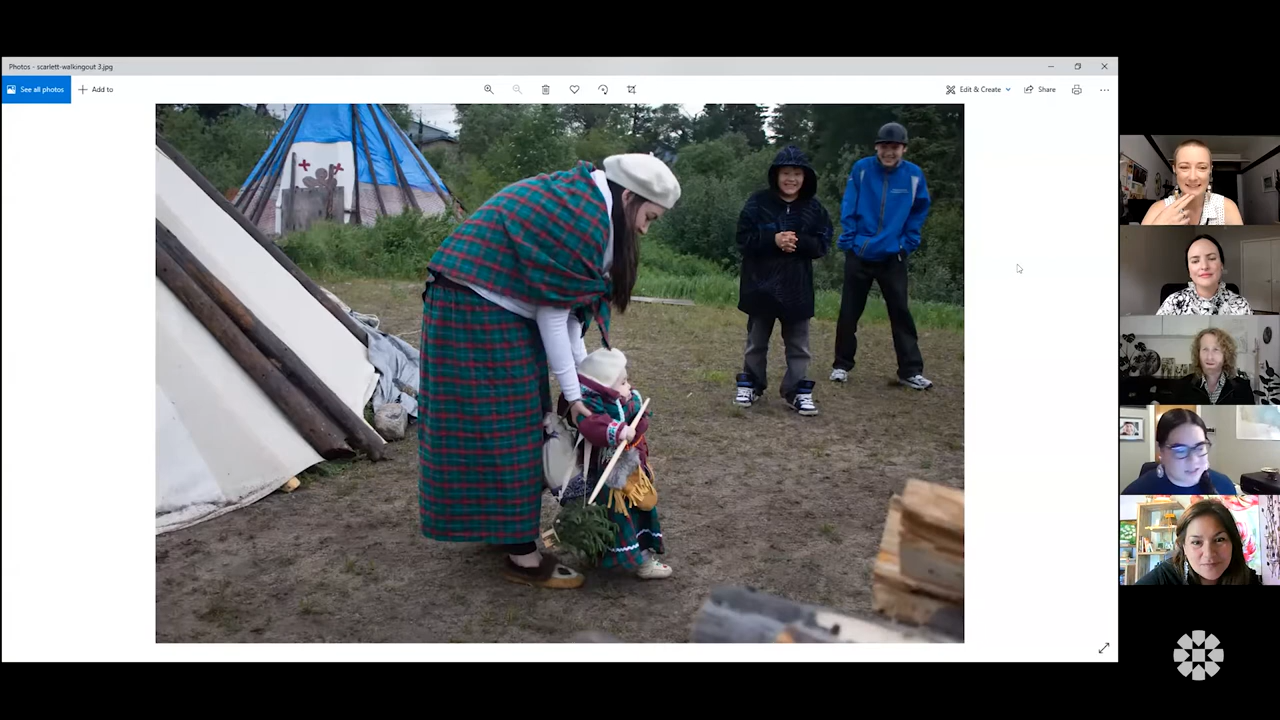 Photos - scarlett-walkingout 3.jpg
See all photos
Add to
Edit & Create
Share